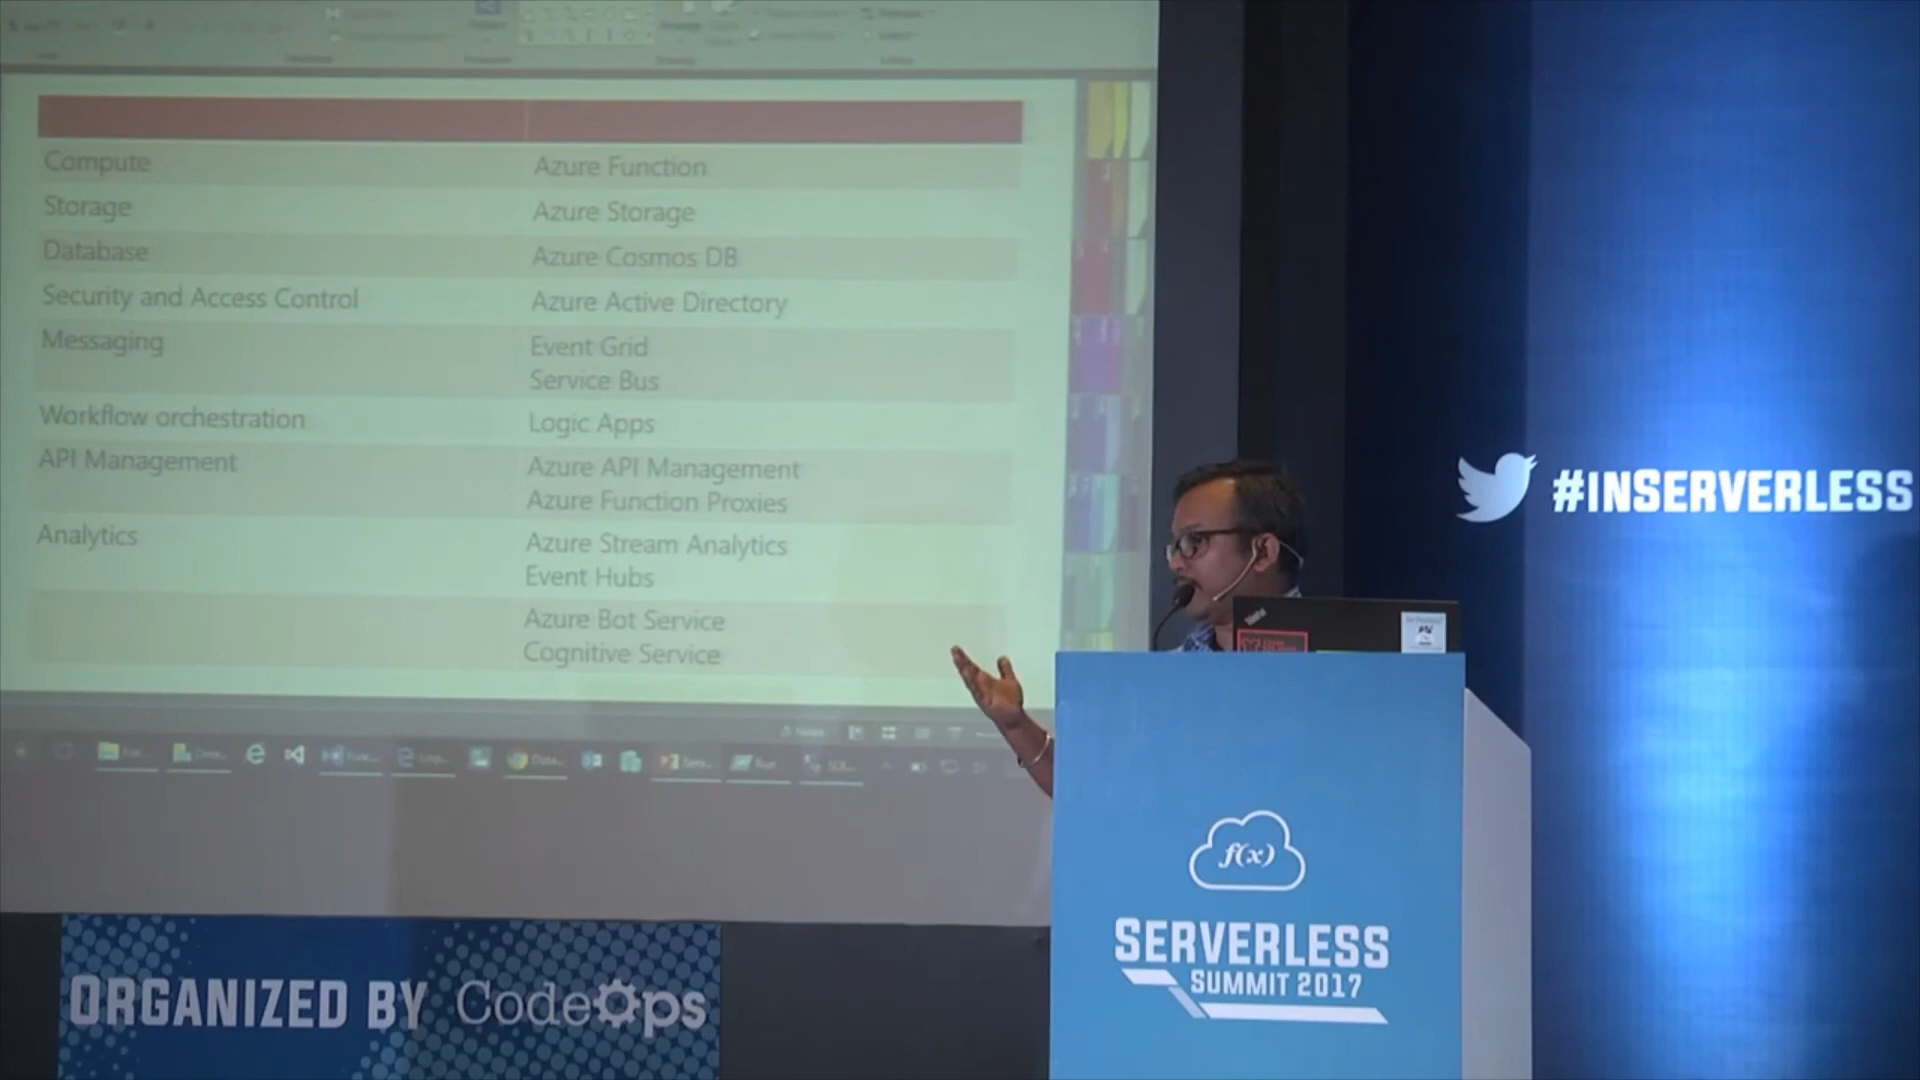 Compute Azure Function
Storage Azure Storage
Database Azure Cosmos DB
Security and Access Control Azure Active Directory
Messaging Event Grid
Service Bus
Workflow orchestration Logic Apps
API Management Azure API Management
Azure Function Proxies
Analytics Azure Stream Analytics
Event Hubs
Azure Bot Service
Cognitive Service
#INSERVERLESS
f(x)
SERVERLESS
SUMMIT 2017
ORGANIZED BY CodeOps